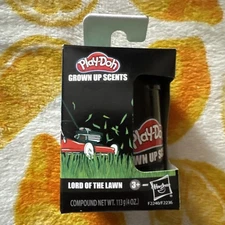 Play-Doh
GROWN UP SCENTS
Play-Doh
WN UP SCEN
LORD OF THE LAWN
3+
Hasbro
COMPOUND NET WT. 113 g (4 OZ.)